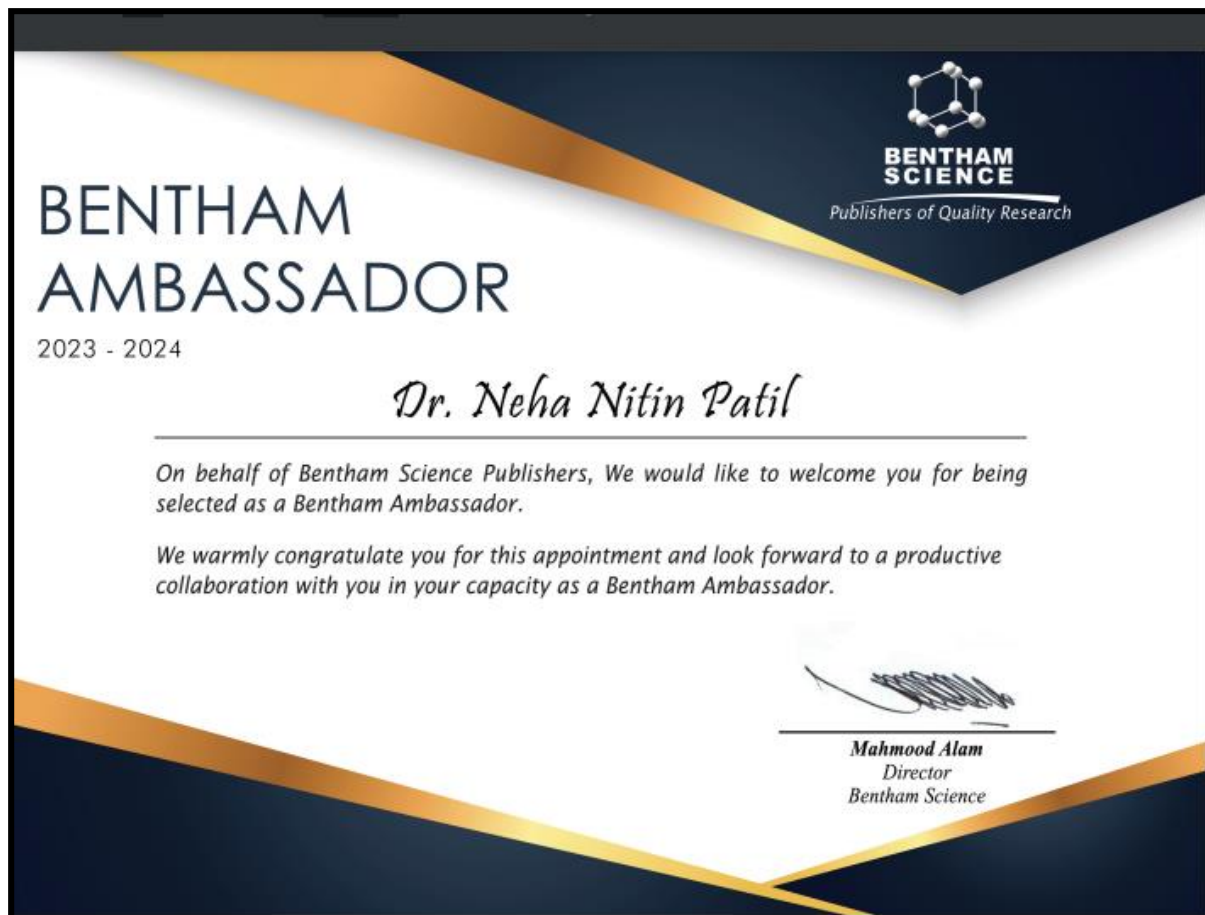 BENTHAM
SCIENCE
Publishers of Quality Research
BENTHAM
AMBASSADOR
2023 - 2024
Dr. Neha Nitin Patil
On behalf of Bentham Science Publishers, We would like to welcome you for being
selected as a Bentham Ambassador.
We warmly congratulate you for this appointment and look forward to a productive
collaboration with you in your capacity as a Bentham Ambassador.
Mahmood Alam
Director
Bentham Science